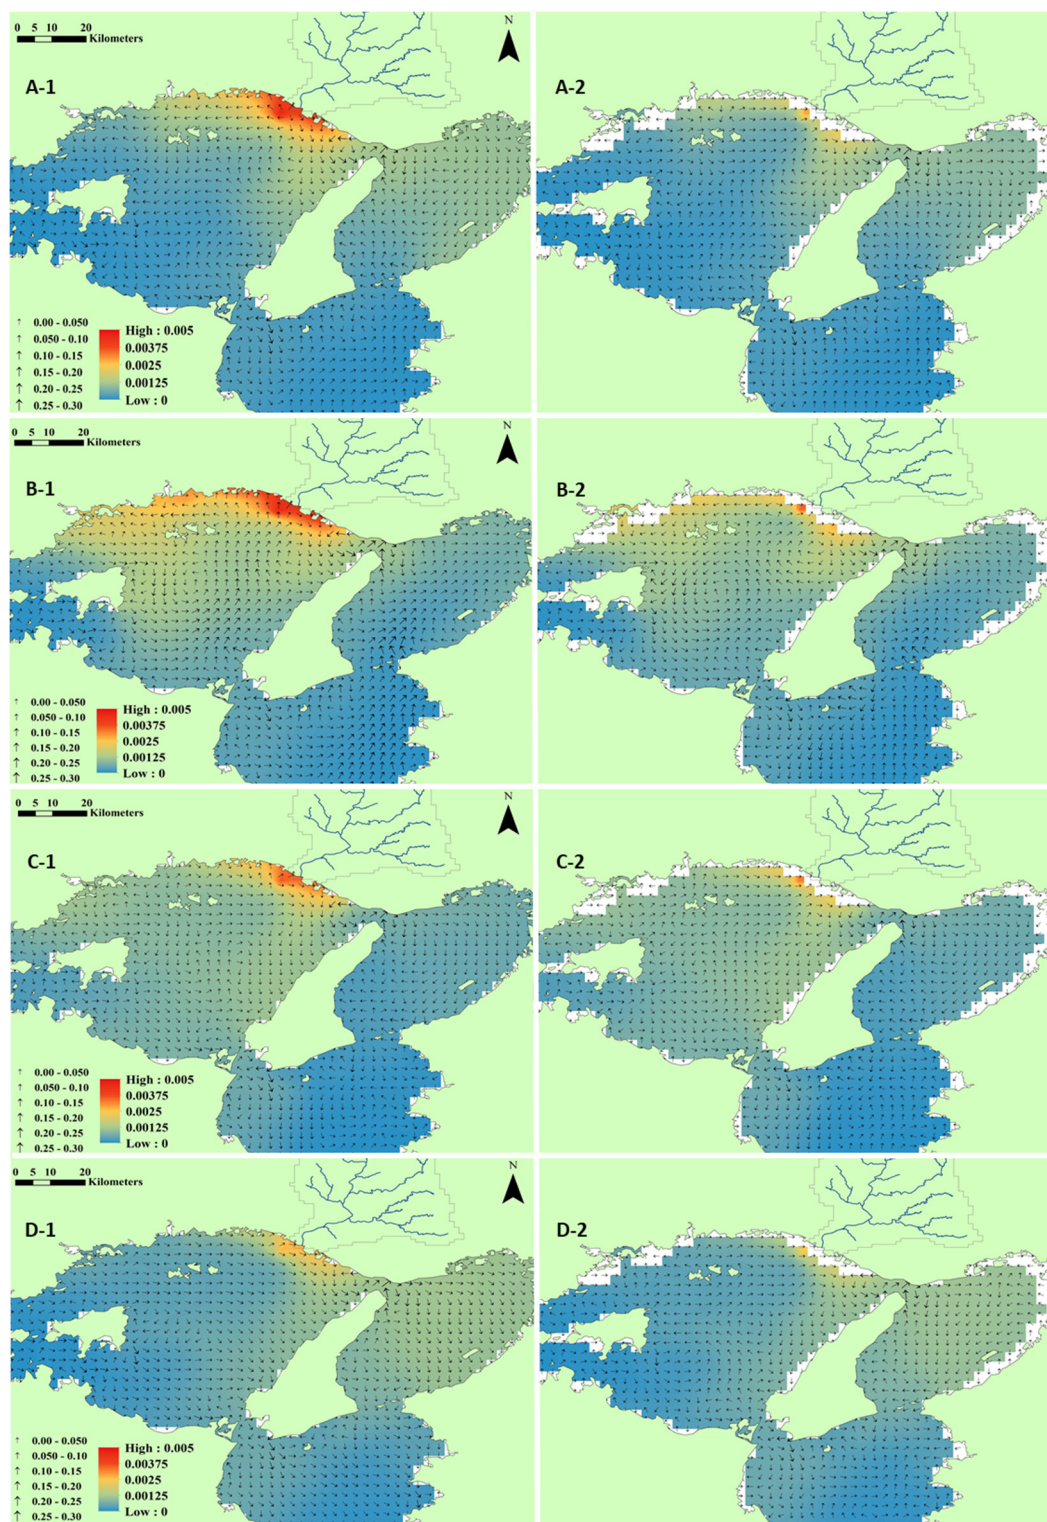 0 5 10 20
Kilometers
N
A-1
A-2
0.00 - 0.050
0.050 - 0.10
0.10 - 0.15
0.15 - 0.20
0.20 - 0.25
0.25 - 0.30
High : 0.005
0.00375
0.0025
0.00125
Low : 0
0 5 10 20
Kilometers
N
B-1
B-2
0.00 - 0.050
0.050 - 0.10
0.10 - 0.15
0.15 - 0.20
0.20 - 0.25
0.25 - 0.30
High : 0.005
0.00375
0.0025
0.00125
Low : 0
0 5 10 20
Kilometers
N
C-1
C-2
0.00 - 0.050
0.050 - 0.10
0.10 - 0.15
0.15 - 0.20
0.20 - 0.25
0.25 - 0.30
High : 0.005
0.00375
0.0025
0.00125
Low : 0
0 5 10 20
Kilometers
N
D-1
D-2
0.00 - 0.050
0.050 - 0.10
0.10 - 0.15
0.15 - 0.20
0.20 - 0.25
0.25 - 0.30
High : 0.005
0.00375
0.0025
0.00125
Low : 0